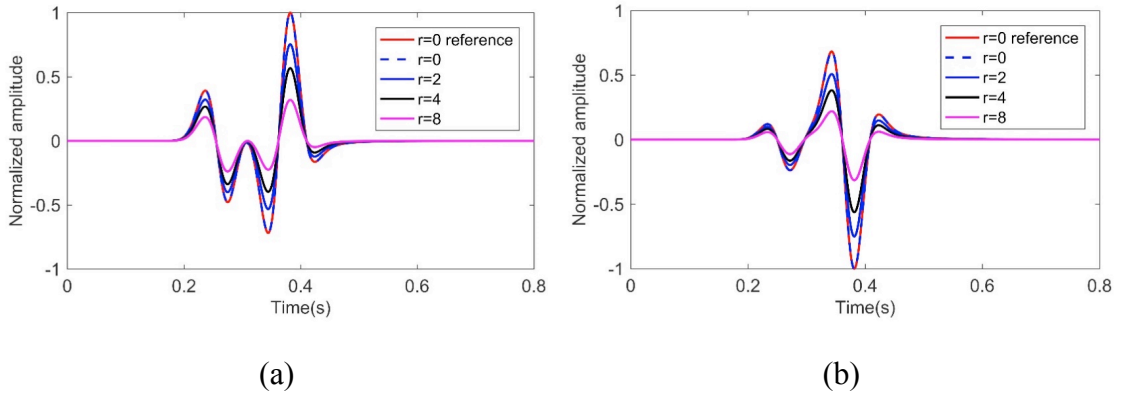 1
0.5
0
-0.5
-1
Normalized amplitude
r=0 reference
r=0
r=2
r=4
r=8
0
0.2
0.4
0.6
0.8
Time(s)
(a)
1
0.5
0
-0.5
-1
Normalized amplitude
r=0 reference
r=0
r=2
r=4
r=8
0
0.2
0.4
0.6
0.8
Time(s)
(b)